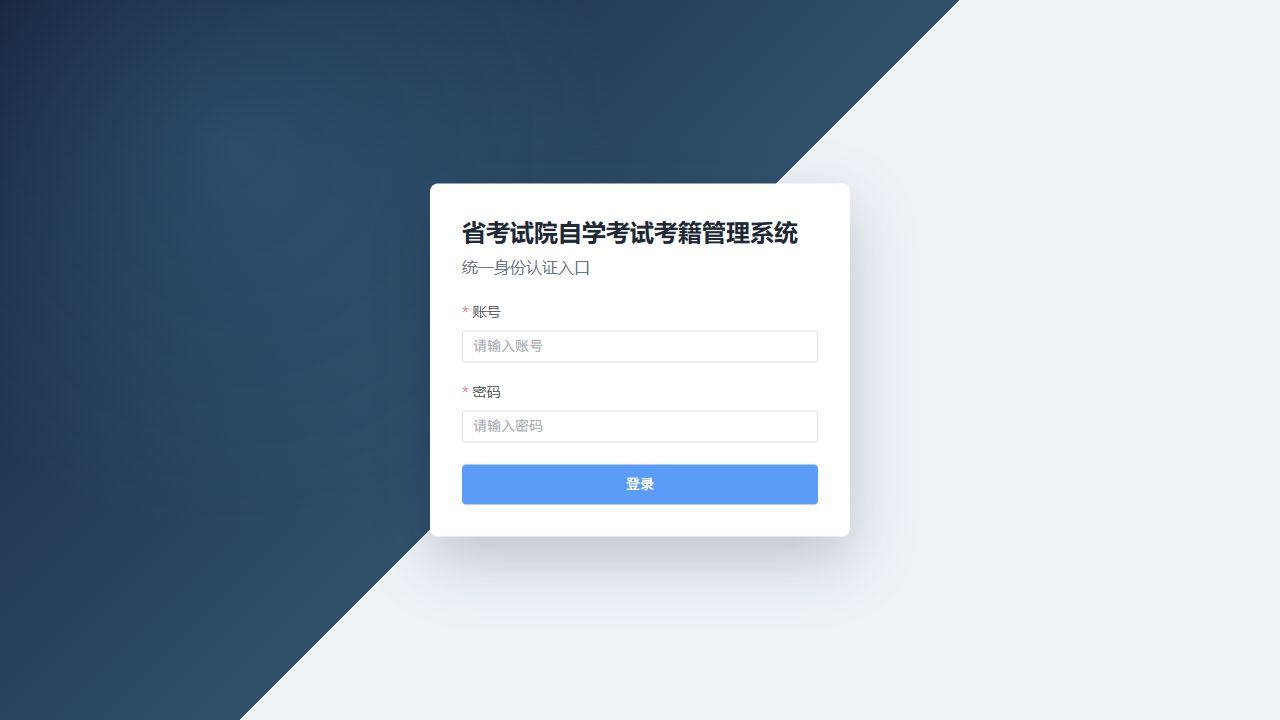 省考试院自学考试考籍管理系统
统一身份认证入口
* 账号
请输入账号
* 密码
请输入密码
登录